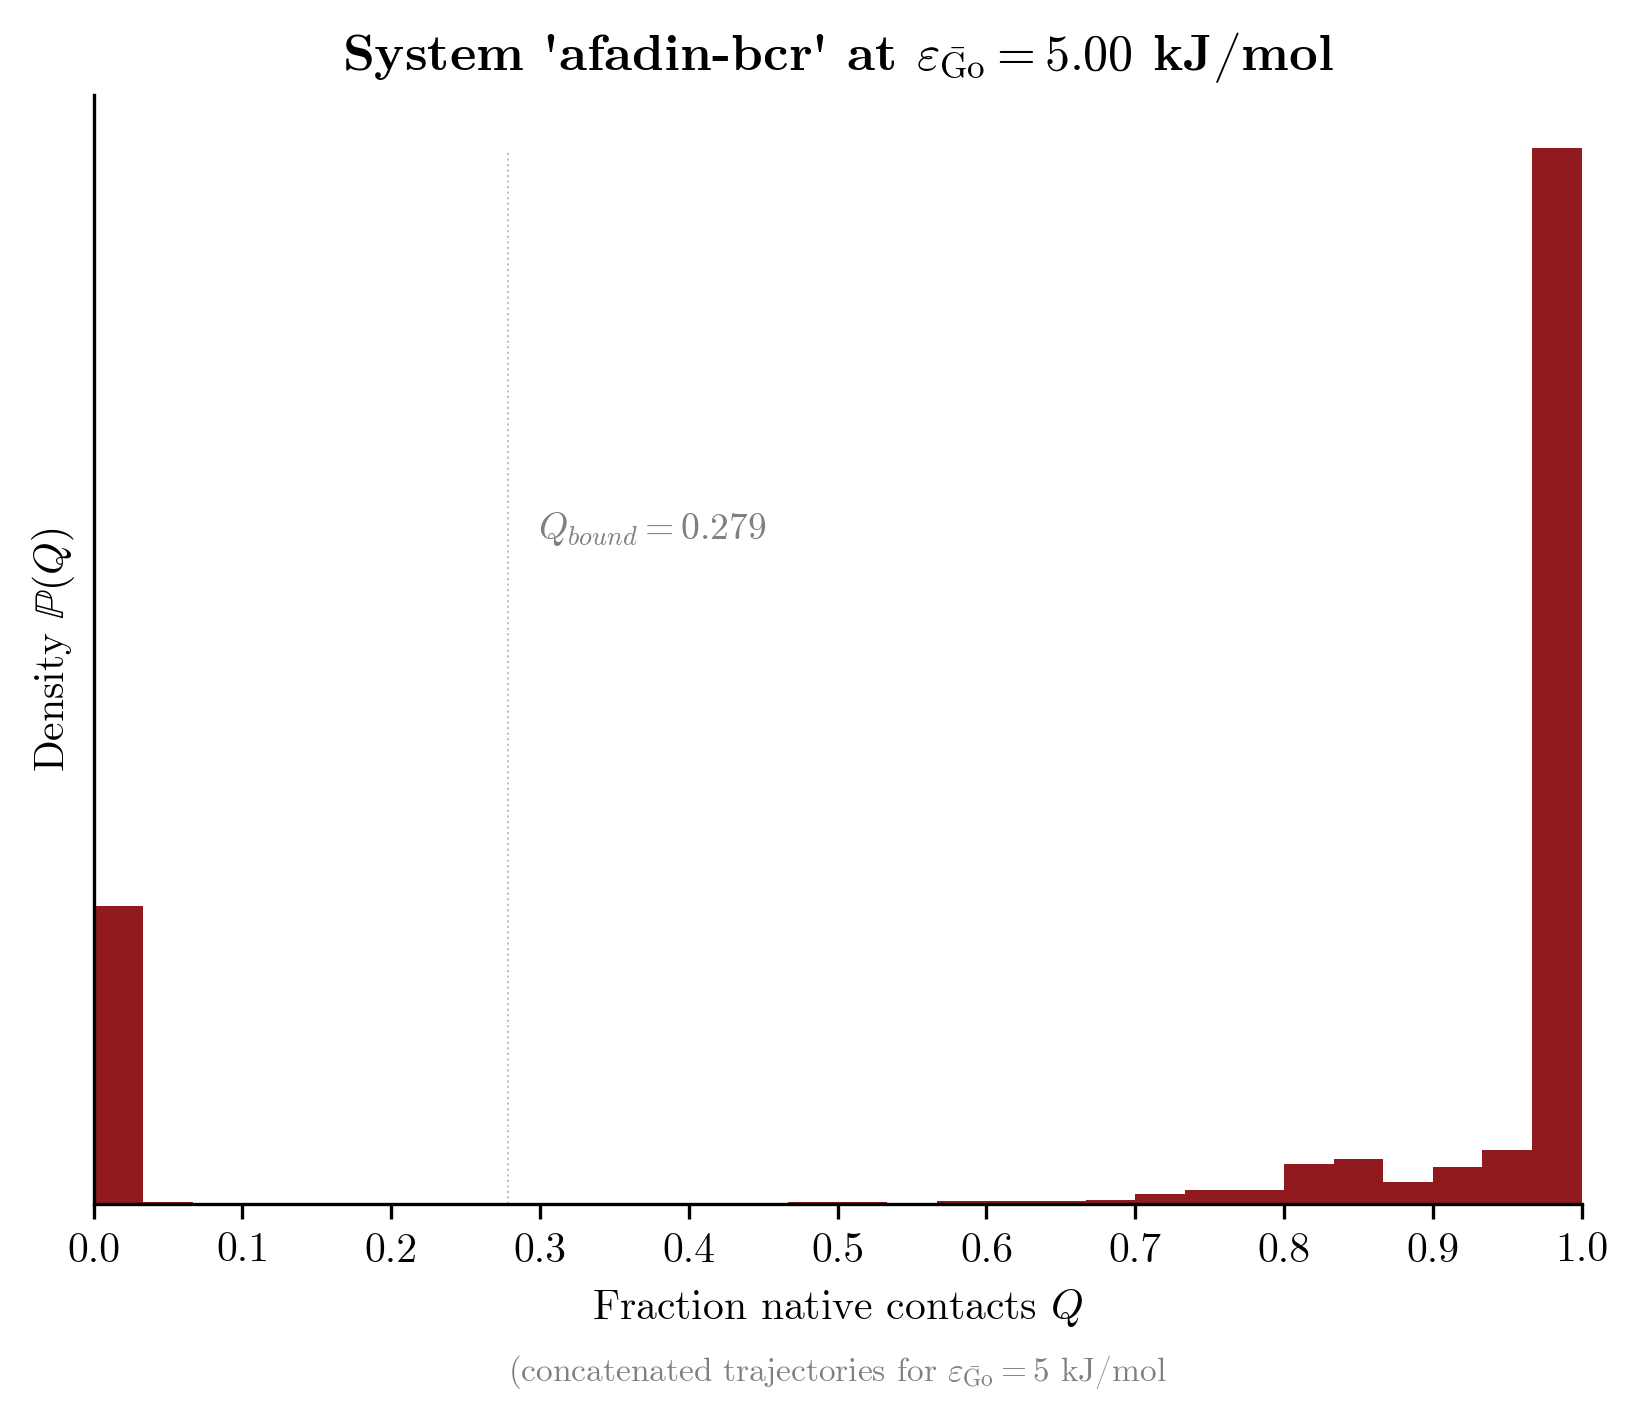 System 'afadin-bcr' at ε_Ḡo = 5.00 kJ/mol
Density ℙ(Q)
Q_bound = 0.279
0.0 0.1 0.2 0.3 0.4 0.5 0.6 0.7 0.8 0.9 1.0
Fraction native contacts Q
(concatenated trajectories for ε_Ḡo = 5 kJ/mol